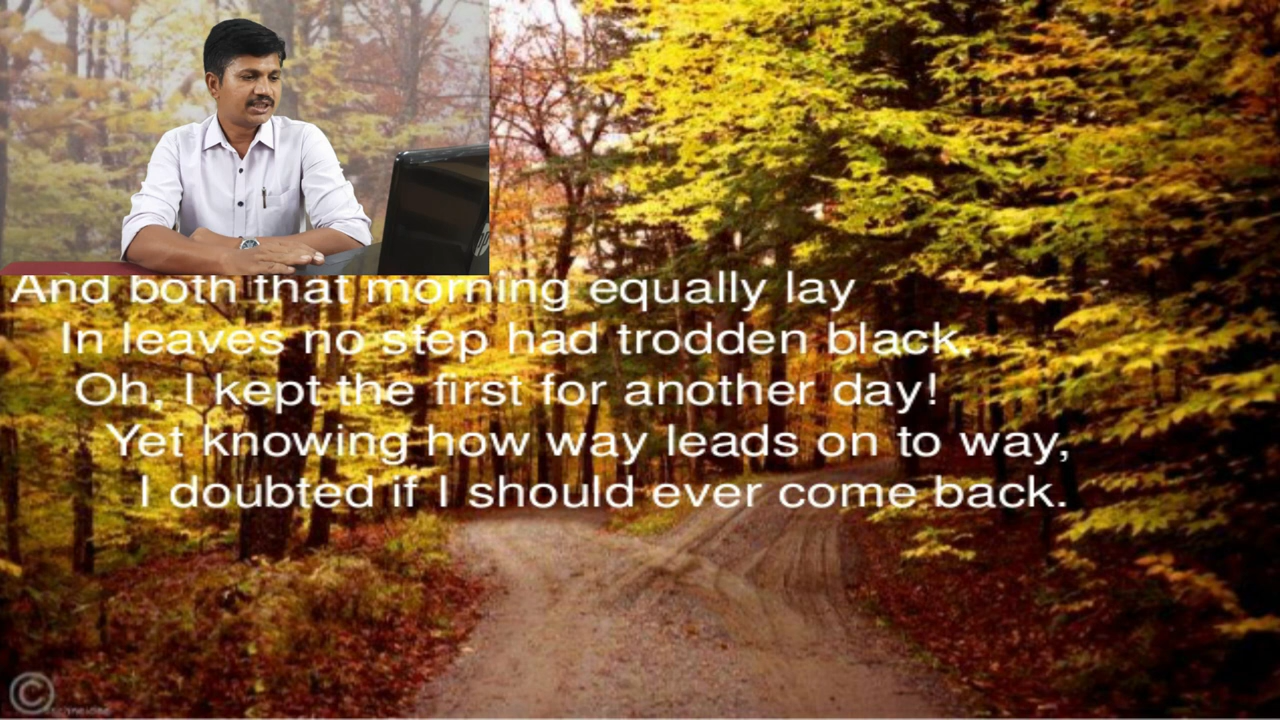 And both that morning equally lay
In leaves no step had trodden black.
Oh, I kept the first for another day!
Yet knowing how way leads on to way,
I doubted if I should ever come back.
©